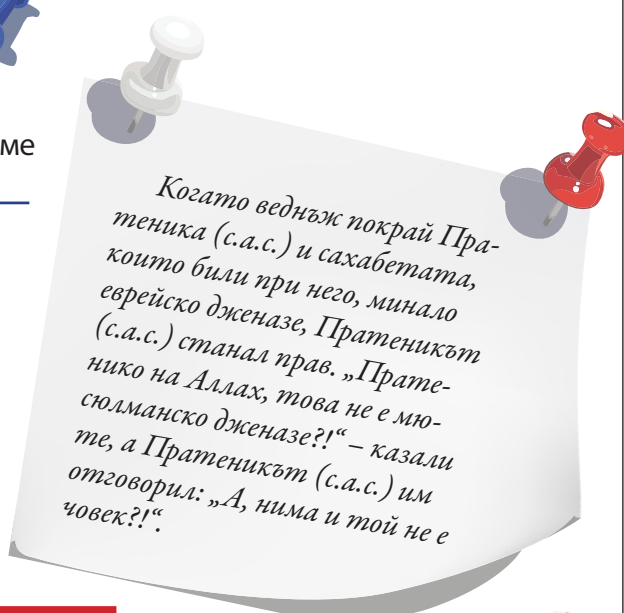 ме
Когато веднъж покрай Пра-
теника (с.а.с.) и сахабетата,
които били при него, минало
еврейско дженазе, Пратеникът
(с.а.с.) станал прав. „Прате-
нико на Аллах, това не е мю-
сюлманско дженазе?!“ – казали
те, а Пратеникът (с.а.с.) им
отговорил: „А, нима и той не е
човек?!“.